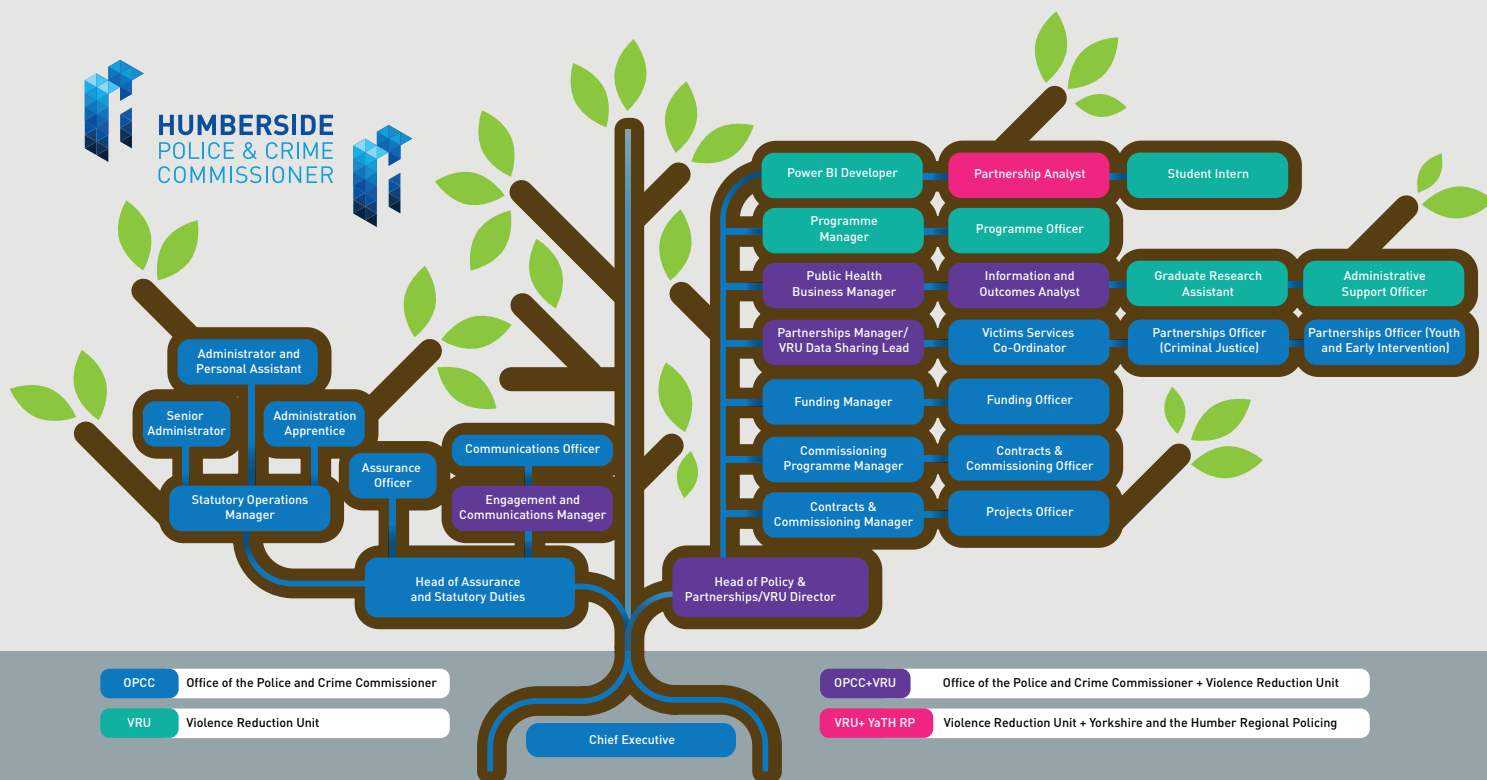 HUMBERSIDE
POLICE & CRIME
COMMISSIONER
Administrator and
Personal Assistant
Senior
Administrator
Administration
Apprentice
Statutory Operations
Manager
Assurance
Officer
Communications Officer
Engagement and
Communications Manager
Head of Assurance
and Statutory Duties
Power BI Developer
Partnership Analyst
Student Intern
Programme
Manager
Programme Officer
Public Health
Business Manager
Information and
Outcomes Analyst
Graduate Research
Assistant
Administrative
Support Officer
Partnerships Manager/
VRU Data Sharing Lead
Victims Services
Co-Ordinator
Partnerships Officer
(Criminal Justice)
Partnerships Officer (Youth
and Early Intervention)
Funding Manager
Funding Officer
Commissioning
Programme Manager
Contracts &
Commissioning Officer
Contracts &
Commissioning Manager
Projects Officer
Head of Policy &
Partnerships/VRU Director
Chief Executive
OPCC Office of the Police and Crime Commissioner
VRU Violence Reduction Unit
OPCC+VRU Office of the Police and Crime Commissioner + Violence Reduction Unit
VRU+ YaTH RP Violence Reduction Unit + Yorkshire and the Humber Regional Policing